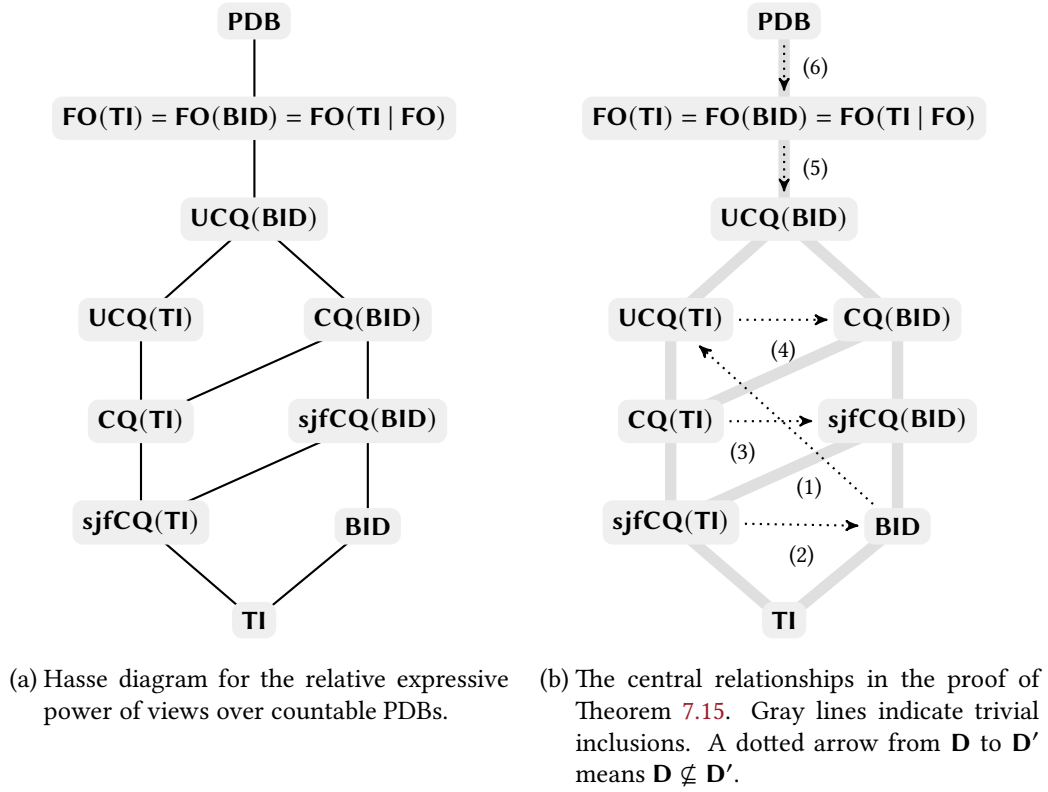 PDB
FO(TI) = FO(BID) = FO(TI | FO)
UCQ(BID)
UCQ(TI)
CQ(BID)
CQ(TI)
sjfCQ(BID)
sjfCQ(TI)
BID
TI
(a) Hasse diagram for the relative expressive
power of views over countable PDBs.
PDB
(6)
FO(TI) = FO(BID) = FO(TI | FO)
(5)
UCQ(BID)
UCQ(TI)
CQ(BID)
(4)
CQ(TI)
sjfCQ(BID)
(3)
(1)
sjfCQ(TI)
BID
(2)
TI
(b) The central relationships in the proof of
Theorem 7.15. Gray lines indicate trivial
inclusions. A dotted arrow from D to D′
means D ⊈ D′.